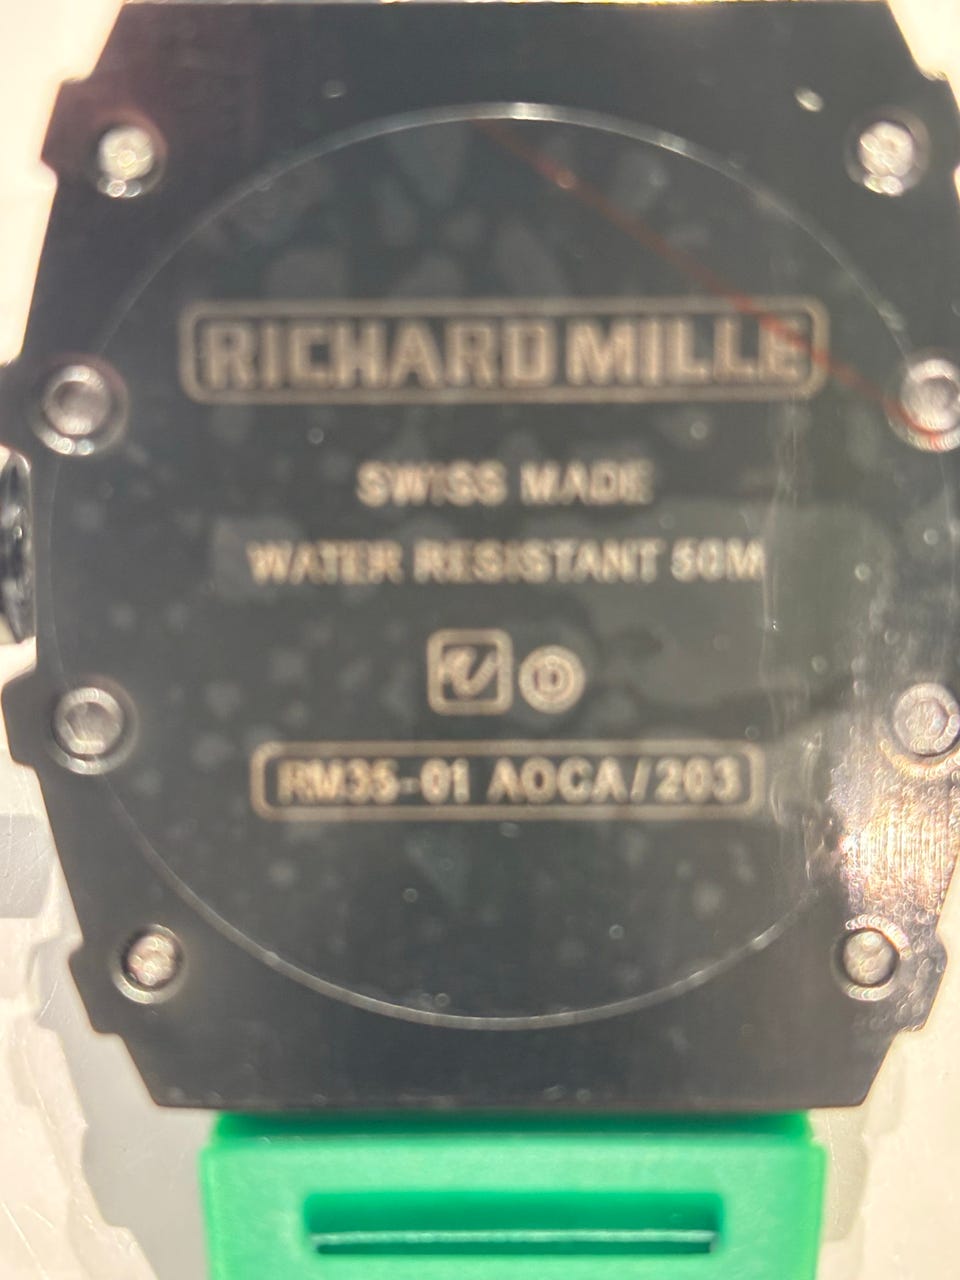 RICHARD MILLE
SWISS MADE
WATER RESISTANT 50M
D
RM35-01 AOCA/203